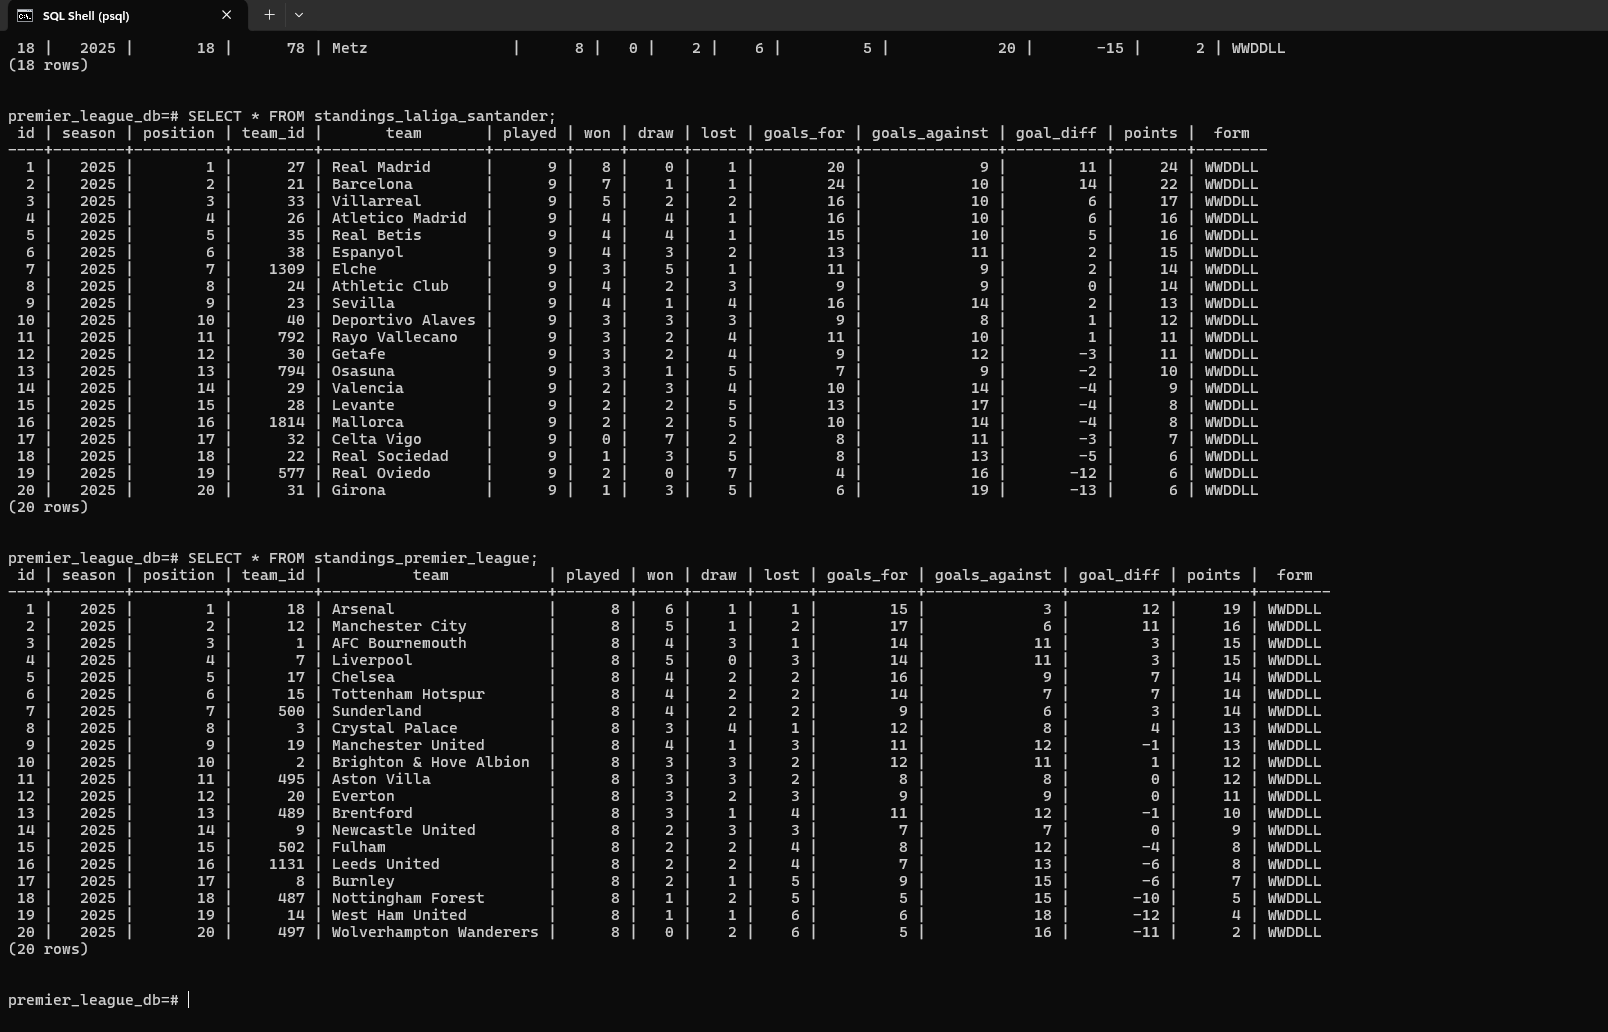 SQL Shell (psql)
 18 |   2025 |       18 |      78 | Metz                |      8 |   0 |    2 |    6 |         5 |            20 |       -15 |      2 | WWDDLL
(18 rows)
premier_league_db=# SELECT * FROM standings_laliga_santander;
 id | season | position | team_id |       team       | played | won | draw | lost | goals_for | goals_against | goal_diff | points |  form
----+--------+----------+---------+------------------+--------+-----+------+------+-----------+---------------+-----------+--------+--------
  1 |   2025 |        1 |      27 | Real Madrid      |      9 |   8 |    0 |    1 |        20 |             9 |        11 |     24 | WWDDLL
  2 |   2025 |        2 |      21 | Barcelona        |      9 |   7 |    1 |    1 |        24 |            10 |        14 |     22 | WWDDLL
  3 |   2025 |        3 |      33 | Villarreal       |      9 |   5 |    2 |    2 |        16 |            10 |         6 |     17 | WWDDLL
  4 |   2025 |        4 |      26 | Atletico Madrid  |      9 |   4 |    4 |    1 |        16 |            10 |         6 |     16 | WWDDLL
  5 |   2025 |        5 |      35 | Real Betis       |      9 |   4 |    4 |    1 |        15 |            10 |         5 |     16 | WWDDLL
  6 |   2025 |        6 |      38 | Espanyol         |      9 |   4 |    3 |    2 |        13 |            11 |         2 |     15 | WWDDLL
  7 |   2025 |        7 |    1309 | Elche            |      9 |   3 |    5 |    1 |        11 |             9 |         2 |     14 | WWDDLL
  8 |   2025 |        8 |      24 | Athletic Club    |      9 |   4 |    2 |    3 |         9 |             9 |         0 |     14 | WWDDLL
  9 |   2025 |        9 |      23 | Sevilla          |      9 |   4 |    1 |    4 |        16 |            14 |         2 |     13 | WWDDLL
 10 |   2025 |       10 |      40 | Deportivo Alaves |      9 |   3 |    3 |    3 |         9 |             8 |         1 |     12 | WWDDLL
 11 |   2025 |       11 |     792 | Rayo Vallecano   |      9 |   3 |    2 |    4 |        11 |            10 |         1 |     11 | WWDDLL
 12 |   2025 |       12 |      30 | Getafe           |      9 |   3 |    2 |    4 |         9 |            12 |        -3 |     11 | WWDDLL
 13 |   2025 |       13 |     794 | Osasuna          |      9 |   3 |    1 |    5 |         7 |             9 |        -2 |     10 | WWDDLL
 14 |   2025 |       14 |      29 | Valencia         |      9 |   2 |    3 |    4 |        10 |            14 |        -4 |      9 | WWDDLL
 15 |   2025 |       15 |      28 | Levante          |      9 |   2 |    2 |    5 |        13 |            17 |        -4 |      8 | WWDDLL
 16 |   2025 |       16 |    1814 | Mallorca         |      9 |   2 |    2 |    5 |        10 |            14 |        -4 |      8 | WWDDLL
 17 |   2025 |       17 |      32 | Celta Vigo       |      9 |   0 |    7 |    2 |         8 |            11 |        -3 |      7 | WWDDLL
 18 |   2025 |       18 |      22 | Real Sociedad    |      9 |   1 |    3 |    5 |         8 |            13 |        -5 |      6 | WWDDLL
 19 |   2025 |       19 |     577 | Real Oviedo      |      9 |   2 |    0 |    7 |         4 |            16 |       -12 |      6 | WWDDLL
 20 |   2025 |       20 |      31 | Girona           |      9 |   1 |    3 |    5 |         6 |            19 |       -13 |      6 | WWDDLL
(20 rows)
premier_league_db=# SELECT * FROM standings_premier_league;
 id | season | position | team_id |          team           | played | won | draw | lost | goals_for | goals_against | goal_diff | points |  form
----+--------+----------+---------+-------------------------+--------+-----+------+------+-----------+---------------+-----------+--------+--------
  1 |   2025 |        1 |      18 | Arsenal                 |      8 |   6 |    1 |    1 |        15 |             3 |        12 |     19 | WWDDLL
  2 |   2025 |        2 |      12 | Manchester City         |      8 |   5 |    1 |    2 |        17 |             6 |        11 |     16 | WWDDLL
  3 |   2025 |        3 |       1 | AFC Bournemouth         |      8 |   4 |    3 |    1 |        14 |            11 |         3 |     15 | WWDDLL
  4 |   2025 |        4 |       7 | Liverpool               |      8 |   5 |    0 |    3 |        14 |            11 |         3 |     15 | WWDDLL
  5 |   2025 |        5 |      17 | Chelsea                 |      8 |   4 |    2 |    2 |        16 |             9 |         7 |     14 | WWDDLL
  6 |   2025 |        6 |      15 | Tottenham Hotspur       |      8 |   4 |    2 |    2 |        14 |             7 |         7 |     14 | WWDDLL
  7 |   2025 |        7 |     500 | Sunderland              |      8 |   4 |    2 |    2 |         9 |             6 |         3 |     14 | WWDDLL
  8 |   2025 |        8 |       3 | Crystal Palace          |      8 |   3 |    4 |    1 |        12 |             8 |         4 |     13 | WWDDLL
  9 |   2025 |        9 |      19 | Manchester United       |      8 |   4 |    1 |    3 |        11 |            12 |        -1 |     13 | WWDDLL
 10 |   2025 |       10 |       2 | Brighton & Hove Albion  |      8 |   3 |    3 |    2 |        12 |            11 |         1 |     12 | WWDDLL
 11 |   2025 |       11 |     495 | Aston Villa             |      8 |   3 |    3 |    2 |         8 |             8 |         0 |     12 | WWDDLL
 12 |   2025 |       12 |      20 | Everton                 |      8 |   3 |    2 |    3 |         9 |             9 |         0 |     11 | WWDDLL
 13 |   2025 |       13 |     489 | Brentford               |      8 |   3 |    1 |    4 |        11 |            12 |        -1 |     10 | WWDDLL
 14 |   2025 |       14 |       9 | Newcastle United        |      8 |   2 |    3 |    3 |         7 |             7 |         0 |      9 | WWDDLL
 15 |   2025 |       15 |     502 | Fulham                  |      8 |   2 |    2 |    4 |         8 |            12 |        -4 |      8 | WWDDLL
 16 |   2025 |       16 |    1131 | Leeds United            |      8 |   2 |    2 |    4 |         7 |            13 |        -6 |      8 | WWDDLL
 17 |   2025 |       17 |       8 | Burnley                 |      8 |   2 |    1 |    5 |         9 |            15 |        -6 |      7 | WWDDLL
 18 |   2025 |       18 |     487 | Nottingham Forest       |      8 |   1 |    2 |    5 |         5 |            15 |       -10 |      5 | WWDDLL
 19 |   2025 |       19 |      14 | West Ham United         |      8 |   1 |    1 |    6 |         6 |            18 |       -12 |      4 | WWDDLL
 20 |   2025 |       20 |     497 | Wolverhampton Wanderers |      8 |   0 |    2 |    6 |         5 |            16 |       -11 |      2 | WWDDLL
(20 rows)
premier_league_db=#